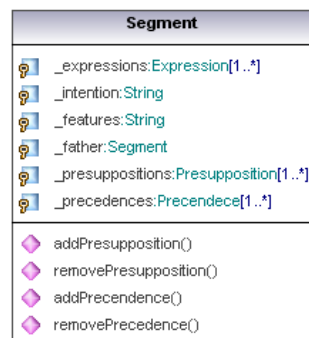 Segment
_expressions:Expression[1..*]
_intention:String
_features:String
_father:Segment
_presuppositions:Presupposition[1..*]
_precedences:Precendece[1..*]
addPresupposition()
removePresupposition()
addPrecendence()
removePrecedence()